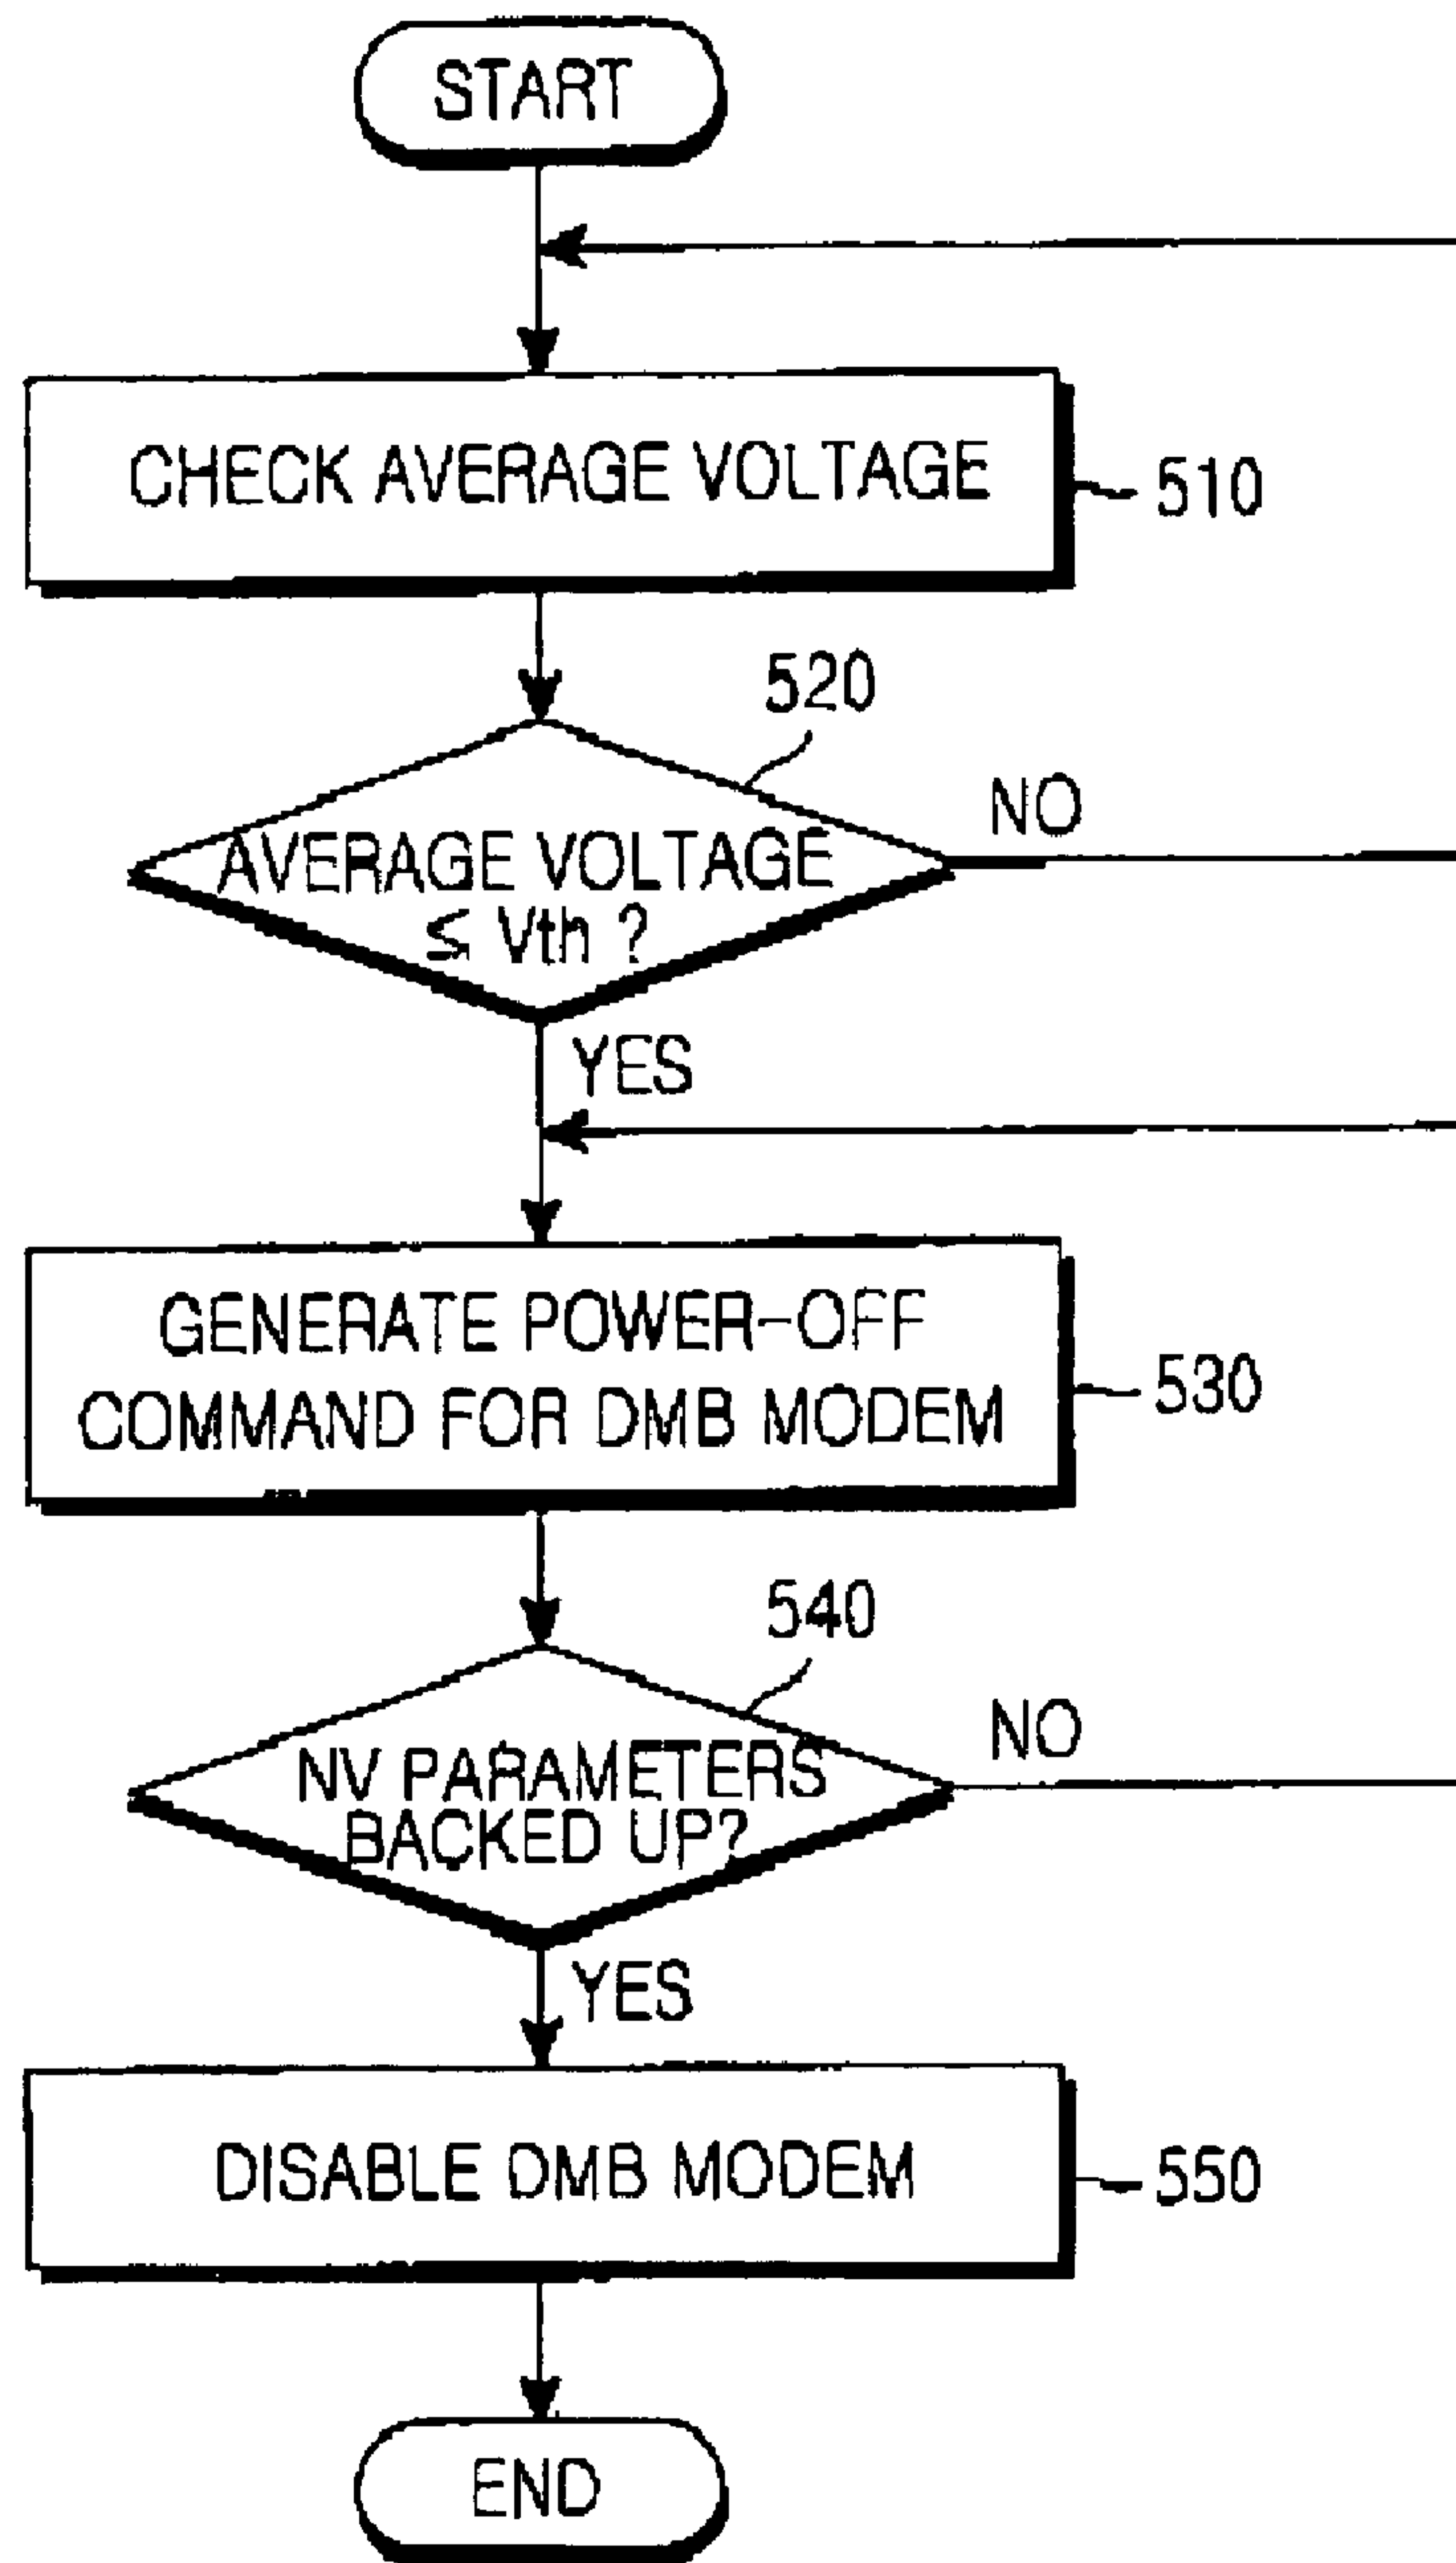 START
CHECK AVERAGE VOLTAGE
510
520
AVERAGE VOLTAGE
≦ Vth ?
NO
YES
GENERATE POWER-OFF
COMMAND FOR DMB MODEM
530
540
NV PARAMETERS
BACKED UP?
NO
YES
DISABLE DMB MODEM
550
END